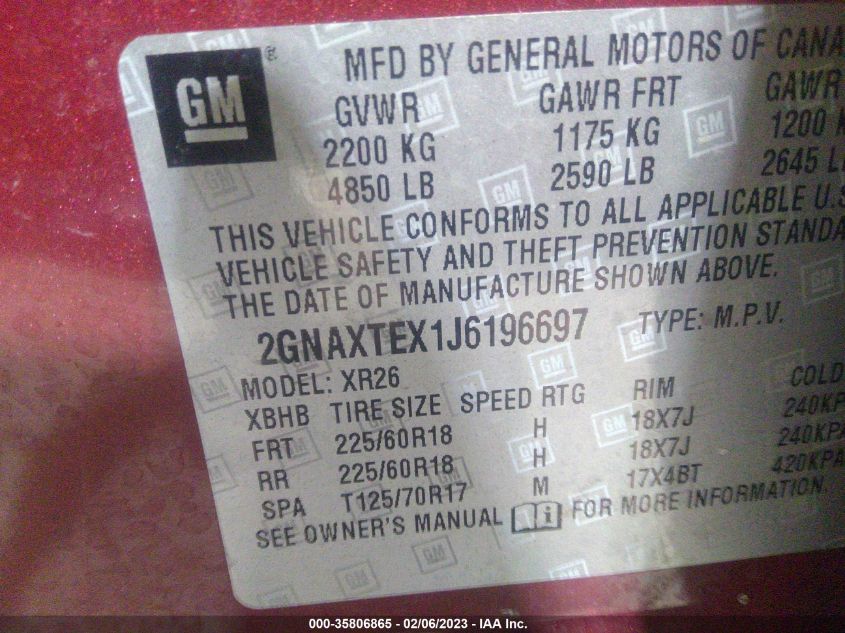 GM ®
MFD BY GENERAL MOTORS OF CANA
GVWR GAWR FRT GAWR
2200 KG 1175 KG 1200 K
4850 LB 2590 LB 2645 L
THIS VEHICLE CONFORMS TO ALL APPLICABLE U.S
VEHICLE SAFETY AND THEFT PREVENTION STANDA
THE DATE OF MANUFACTURE SHOWN ABOVE.
2GNAXTEX1J6196697 TYPE: M.P.V.
MODEL: XR26
XBHB TIRE SIZE SPEED RTG RIM COLD
FRT 225/60R18 H 18X7J 240KPA
RR 225/60R18 H 18X7J 240KPA
SPA T125/70R17 M 17X4BT 420KPA
SEE OWNER'S MANUAL i FOR MORE INFORMATION.
000-35806865 - 02/06/2023 - IAA Inc.